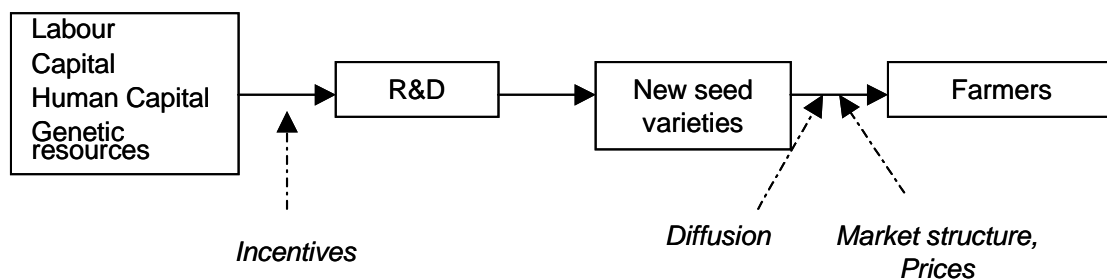 Labour
Capital
Human Capital
Genetic
resources
R&D
New seed
varieties
Farmers
Incentives
Diffusion
Market structure,
Prices